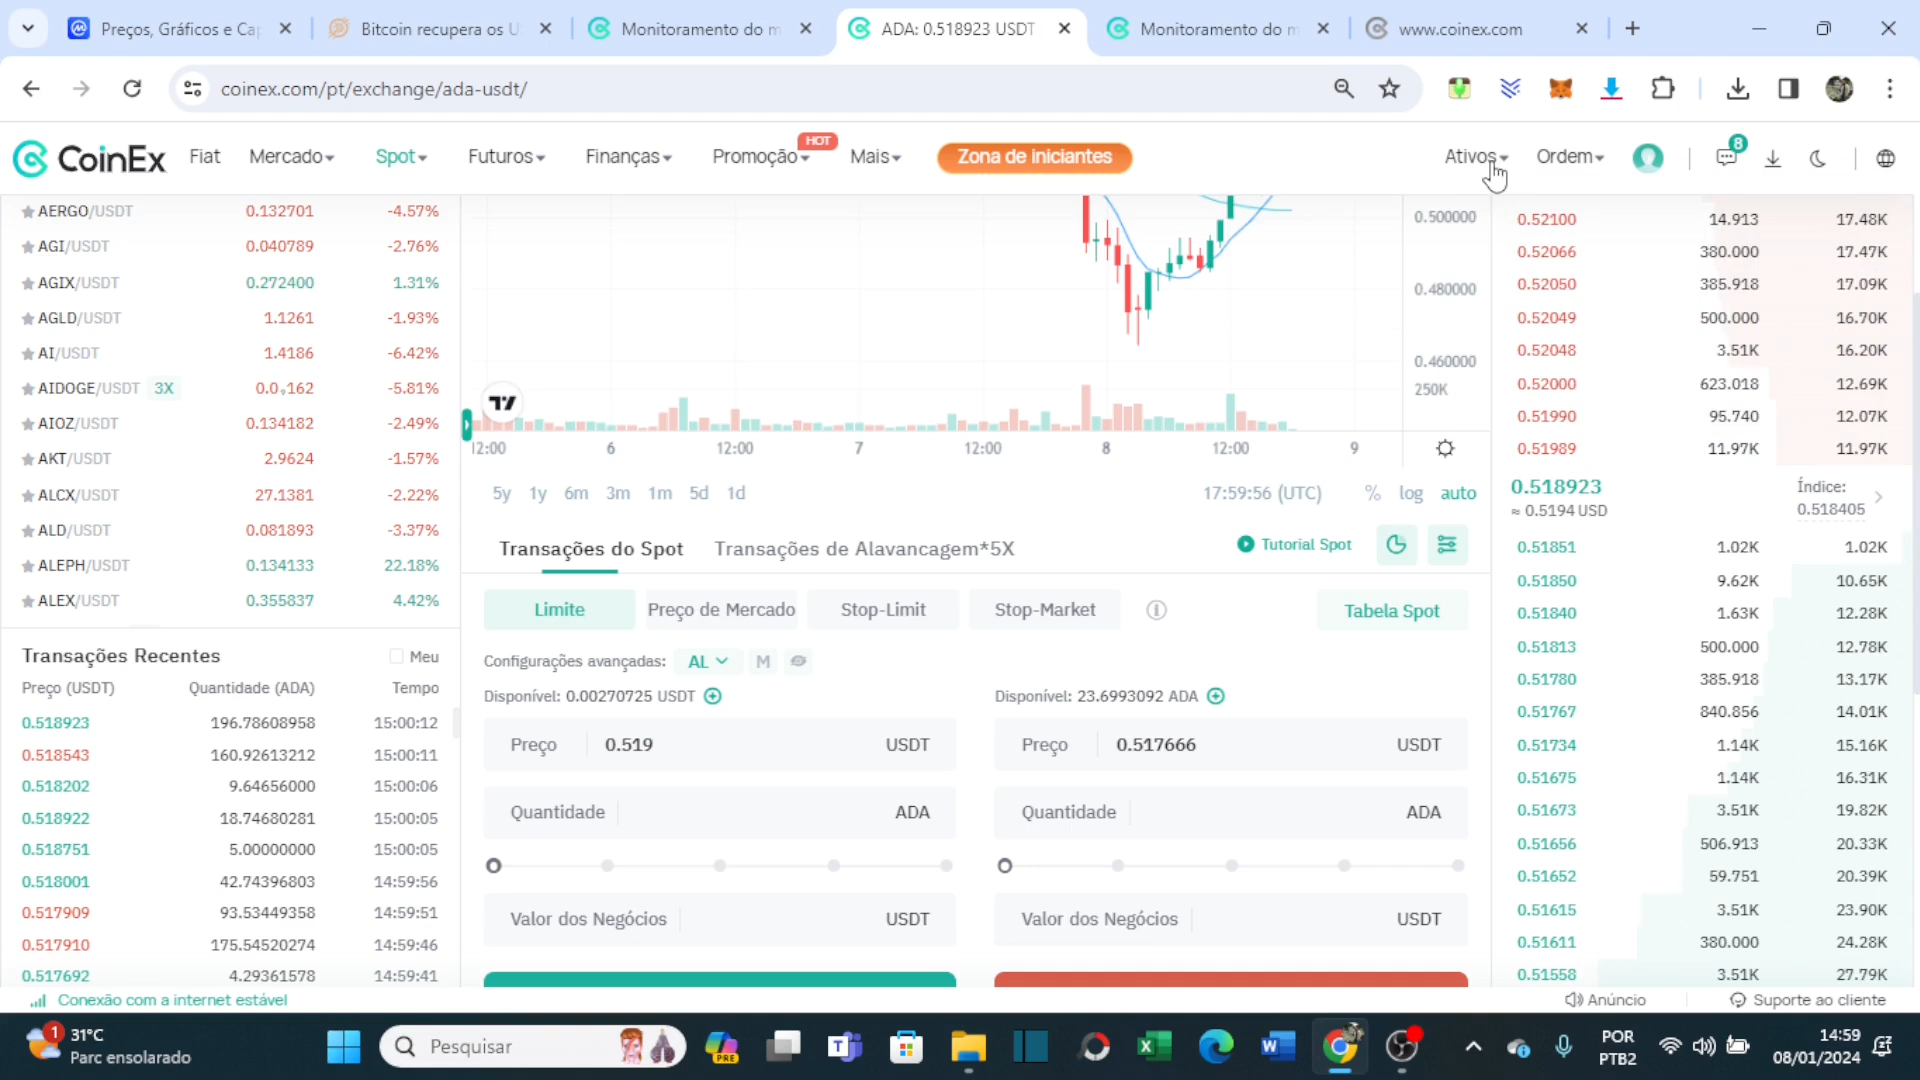 Preços, Gráficos e Ca
Bitcoin recupera os U
Monitoramento do m
ADA: 0.518923 USDT
Monitoramento do m
www.coinex.com
coinex.com/pt/exchange/ada-usdt/
CoinEx
Fiat
Mercado
Spot
Futuros
Finanças
Promoção
HOT
Mais
Zona de Iniciantes
Ativos
Ordem
8
AERGO/USDT 0.132701 -4.57%
AGI/USDT 0.040789 -2.76%
AGIX/USDT 0.272400 1.31%
AGLD/USDT 1.1261 -1.93%
AI/USDT 1.4186 -6.42%
AIDOGE/USDT 3X 0.0₉162 -5.81%
AIOZ/USDT 0.134182 -2.49%
AKT/USDT 2.9624 -1.57%
ALCX/USDT 27.1381 -2.22%
ALD/USDT 0.081893 -3.37%
ALEPH/USDT 0.134133 22.18%
ALEX/USDT 0.355837 4.42%
Transações Recentes Meu
Preço (USDT) Quantidade (ADA) Tempo
0.518923 196.78608958 15:00:12
0.518543 160.92613212 15:00:11
0.518202 9.64656000 15:00:06
0.518922 18.74680281 15:00:05
0.518751 5.00000000 15:00:05
0.518001 42.74396803 14:59:56
0.517909 93.53449358 14:59:51
0.517910 175.54520274 14:59:46
0.517692 4.29361578 14:59:41
0.500000
0.480000
0.460000
250K
12:00 6 12:00 7 12:00 8 12:00 9
5y 1y 6m 3m 1m 5d 1d
17:59:56 (UTC) % log auto
Transações do Spot
Transações de Alavancagem*5X
Tutorial Spot
Limite
Preço de Mercado
Stop-Limit
Stop-Market
Tabela Spot
Configurações avançadas: AL M
Disponível: 0.00270725 USDT
Disponível: 23.6993092 ADA
Preço 0.519 USDT
Preço 0.517666 USDT
Quantidade ADA
Quantidade ADA
Valor dos Negócios USDT
Valor dos Negócios USDT
0.52100 14.913 17.48K
0.52066 380.000 17.47K
0.52050 385.918 17.09K
0.52049 500.000 16.70K
0.52048 3.51K 16.20K
0.52000 623.018 12.69K
0.51990 95.740 12.07K
0.51989 11.97K 11.97K
0.518923
≈ 0.5194 USD
Índice:
0.518405
0.51851 1.02K 1.02K
0.51850 9.62K 10.65K
0.51840 1.63K 12.28K
0.51813 500.000 12.78K
0.51780 385.918 13.17K
0.51767 840.856 14.01K
0.51734 1.14K 15.16K
0.51675 1.14K 16.31K
0.51673 3.51K 19.82K
0.51656 506.913 20.33K
0.51652 59.751 20.39K
0.51615 3.51K 23.90K
0.51611 380.000 24.28K
0.51558 3.51K 27.79K
Conexão com a internet estável
Anúncio
Suporte ao cliente
1
31°C
Parc ensolarado
Pesquisar
PRE
POR
PTB2
14:59
08/01/2024